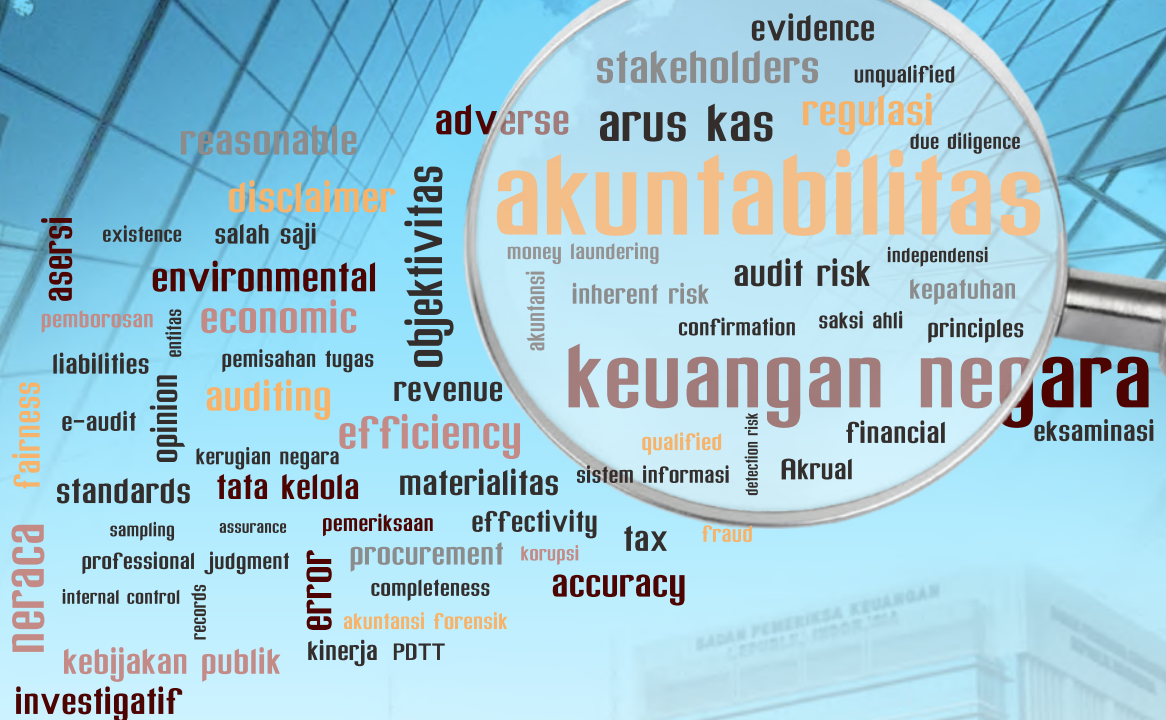 evidence
stakeholders
unqualified
adverse
arus kas
regulasi
due diligence
reasonable
akuntabilitas
disclaimer
objektivitas
asersi
existence
salah saji
money laundering
independensi
environmental
audit risk
akuntansi
inherent risk
kepatuhan
pemborosan
entitas
economic
confirmation
saksi ahli
principles
liabilities
pemisahan tugas
keuangan negara
fairness
auditing
revenue
e-audit
opinion
efficiency
qualified
detection risk
financial
eksaminasi
kerugian negara
standards
tata kelola
materialitas
sistem informasi
Akrual
sampling
assurance
pemeriksaan
effectivity
tax
fraud
neraca
professional judgment
error
procurement
korupsi
internal control
records
completeness
accuracy
akuntansi forensik
kebijakan publik
kinerja
PDTT
investigatif
BADAN PEMERIKSA KEUANGAN
REPUBLIK INDONESIA